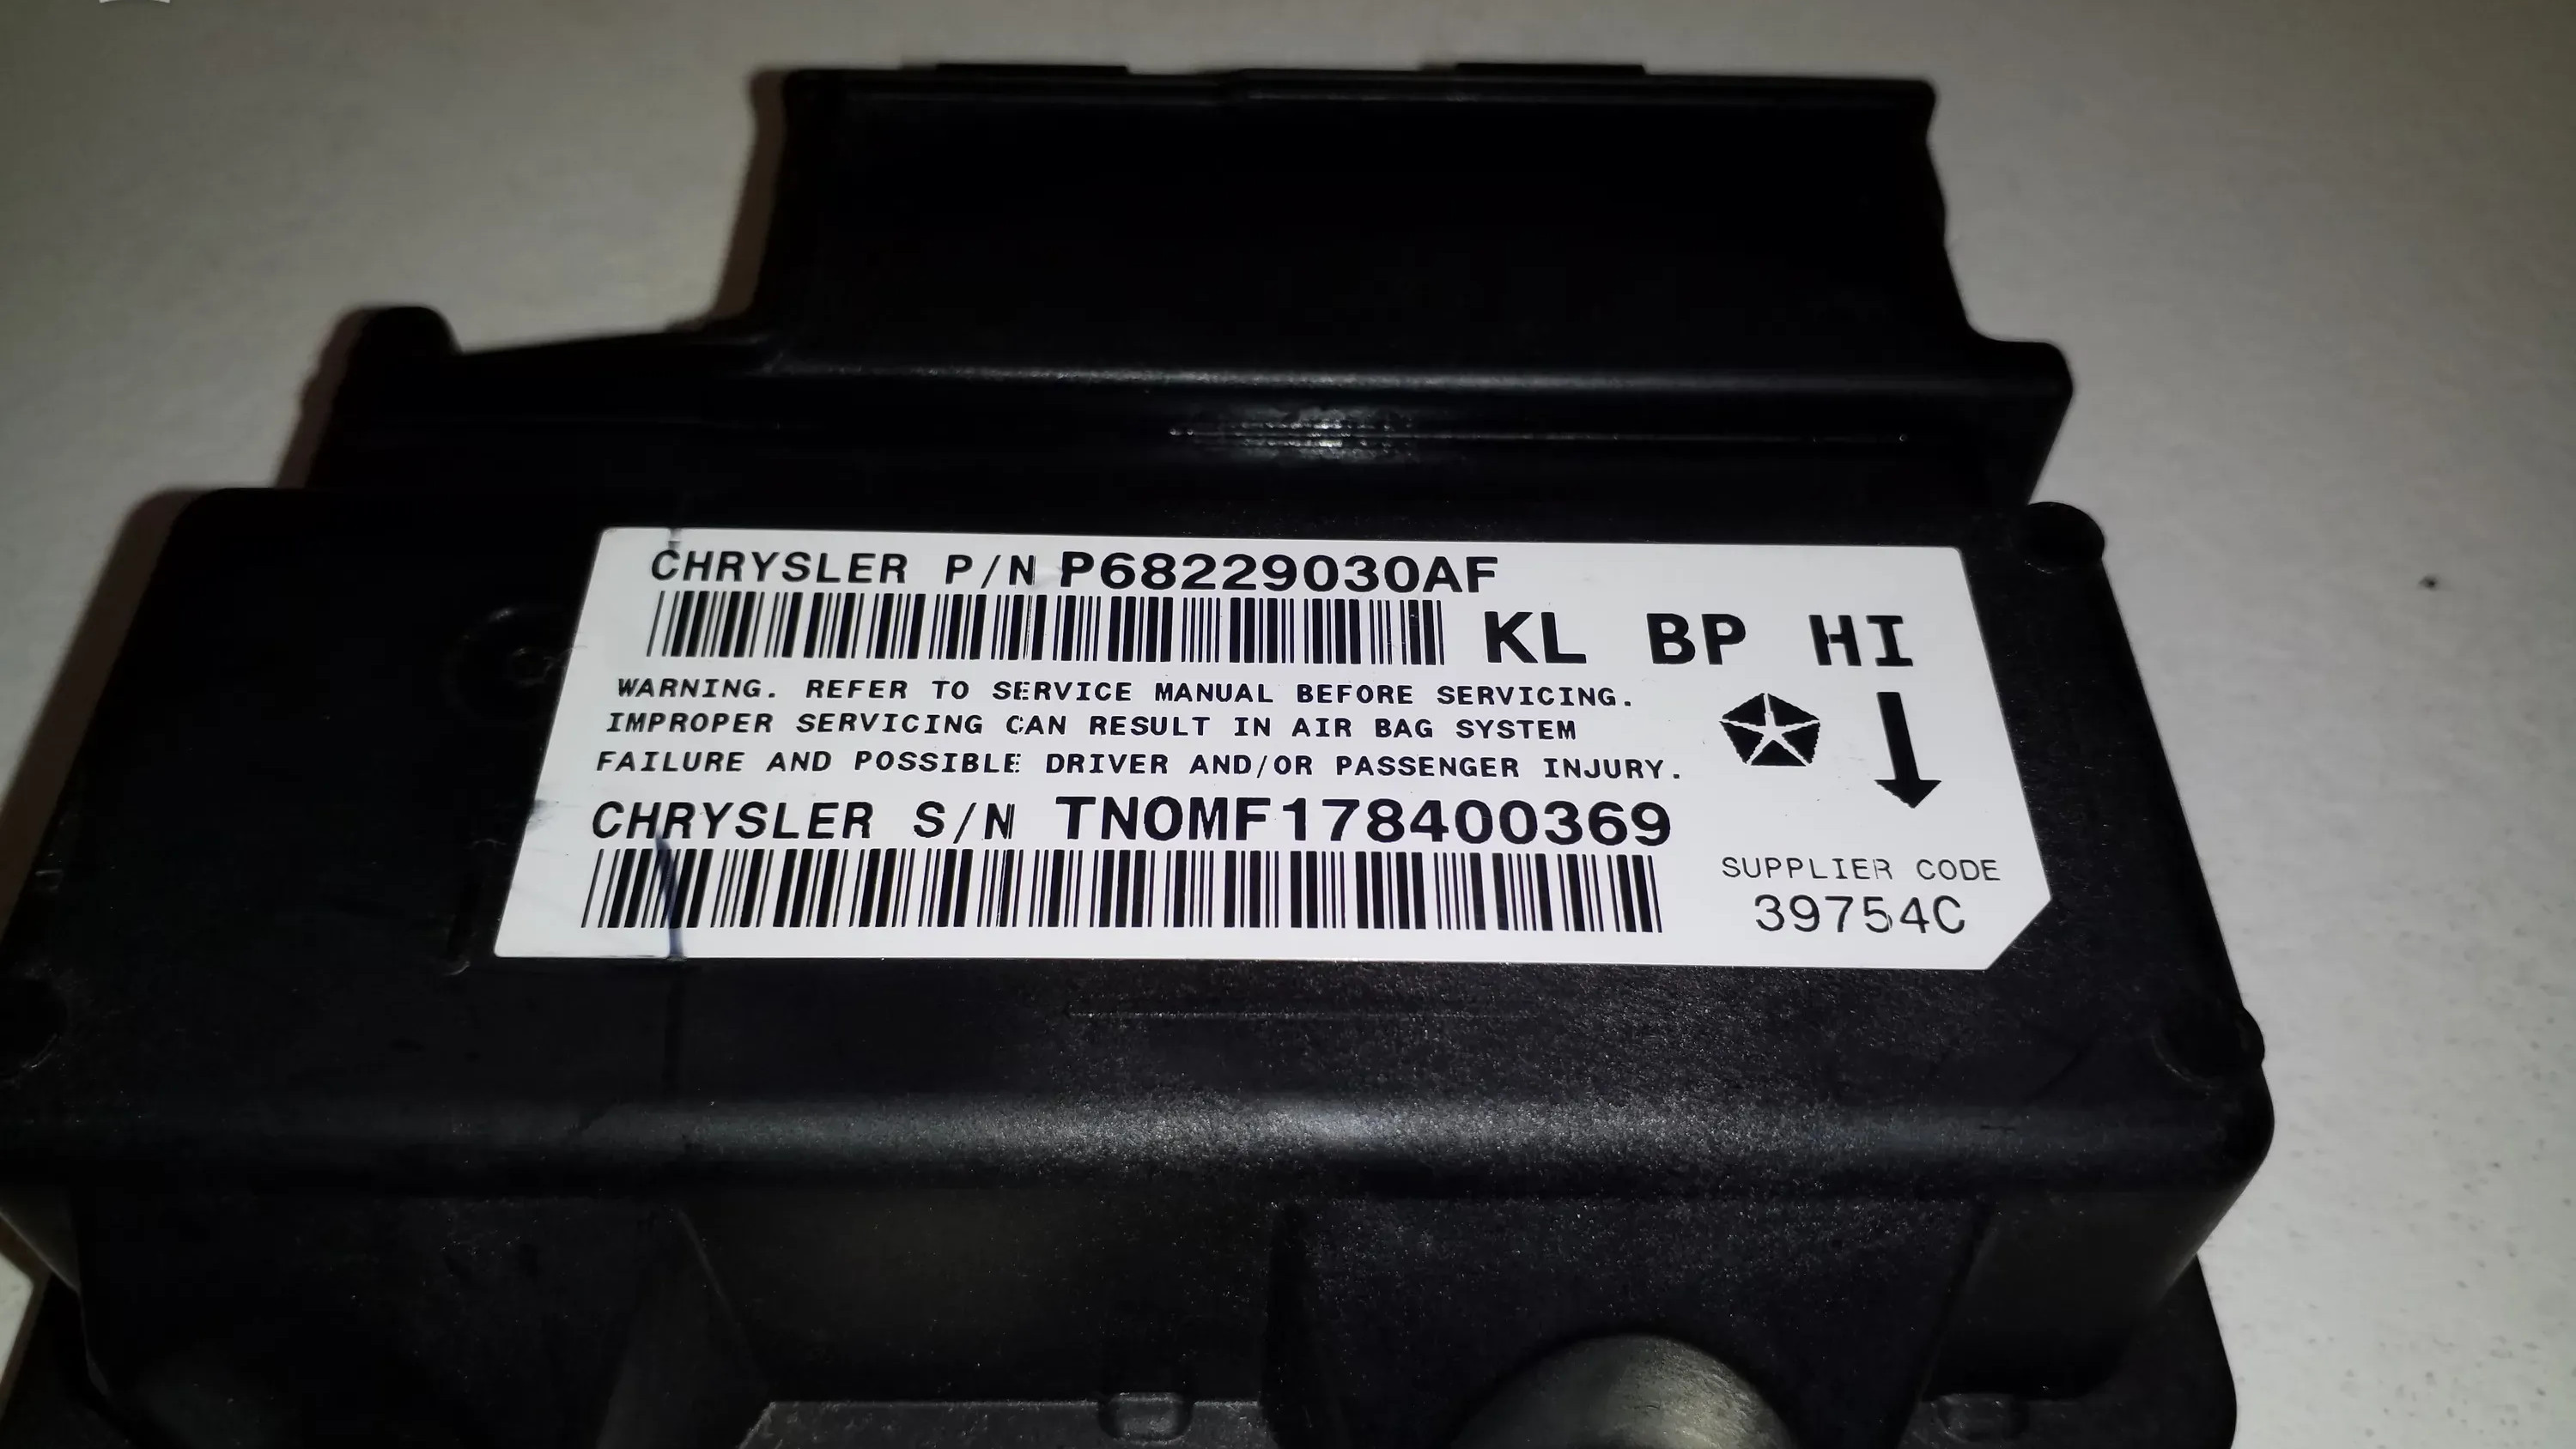 CHRYSLER P/N P68229030AF
KL BP HI
WARNING. REFER TO SERVICE MANUAL BEFORE SERVICING.
IMPROPER SERVICING CAN RESULT IN AIR BAG SYSTEM
FAILURE AND POSSIBLE DRIVER AND/OR PASSENGER INJURY.
CHRYSLER S/N TN0MF178400369
SUPPLIER CODE
39754C